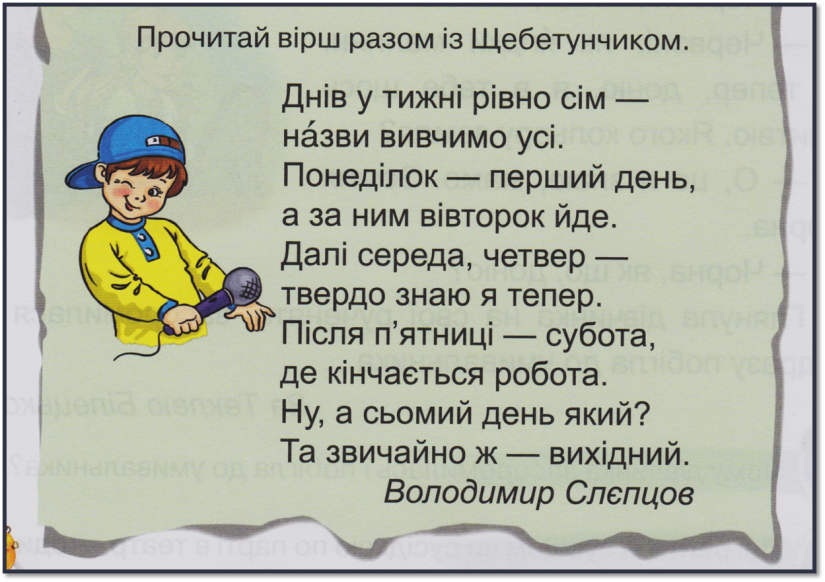 Прочитай вірш разом із Щебетунчиком.
Днів у тижні рівно сім —
на́зви вивчимо усі.
Понеділок — перший день,
а за ним вівторок йде.
Далі середа, четвер —
твердо знаю я тепер.
Після п'ятниці — субота,
де кінчається робота.
Ну, а сьомий день який?
Та звичайно ж — вихідний.
Володимир Слєпцов